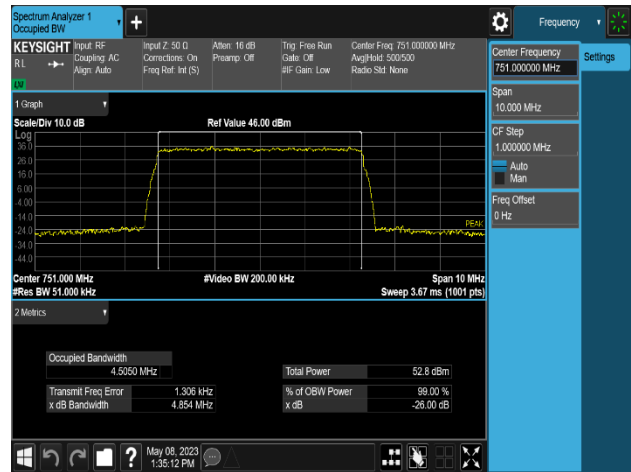 Spectrum Analyzer 1
Occupied BW
Frequency
KEYSIGHT
R L
LW
Input: RF
Coupling: AC
Align: Auto
Input Z: 50 Ω
Corrections: On
Freq Ref: Int (S)
Atten: 16 dB
Preamp: Off
Trig: Free Run
Gate: Off
#IF Gain: Low
Center Freq: 751.000000 MHz
Avg|Hold: 500/500
Radio Std: None
Center Frequency
751.000000 MHz
Settings
Span
10.000 MHz
CF Step
1.000000 MHz
Auto
Man
Freq Offset
0 Hz
1 Graph
Scale/Div 10.0 dB
Ref Value 46.00 dBm
Log
36.0
26.0
16.0
6.00
-4.00
-14.0
PEAK
-24.0
-34.0
-44.0
Center 751.000 MHz
#Video BW 200.00 kHz
Span 10 MHz
#Res BW 51.000 kHz
Sweep 3.67 ms (1001 pts)
2 Metrics
Occupied Bandwidth
4.5050 MHz
Total Power
52.8 dBm
Transmit Freq Error
1.306 kHz
% of OBW Power
99.00 %
x dB Bandwidth
4.854 MHz
x dB
-26.00 dB
?
May 08, 2023
1:35:12 PM